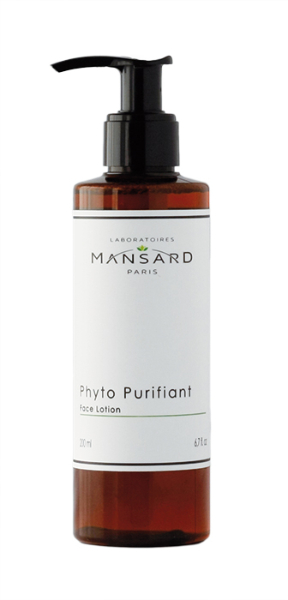 LABORATOIRES
MANSARD
PARIS
Phyto Purifiant
Face Lotion
200 ml 6,7 fl. oz